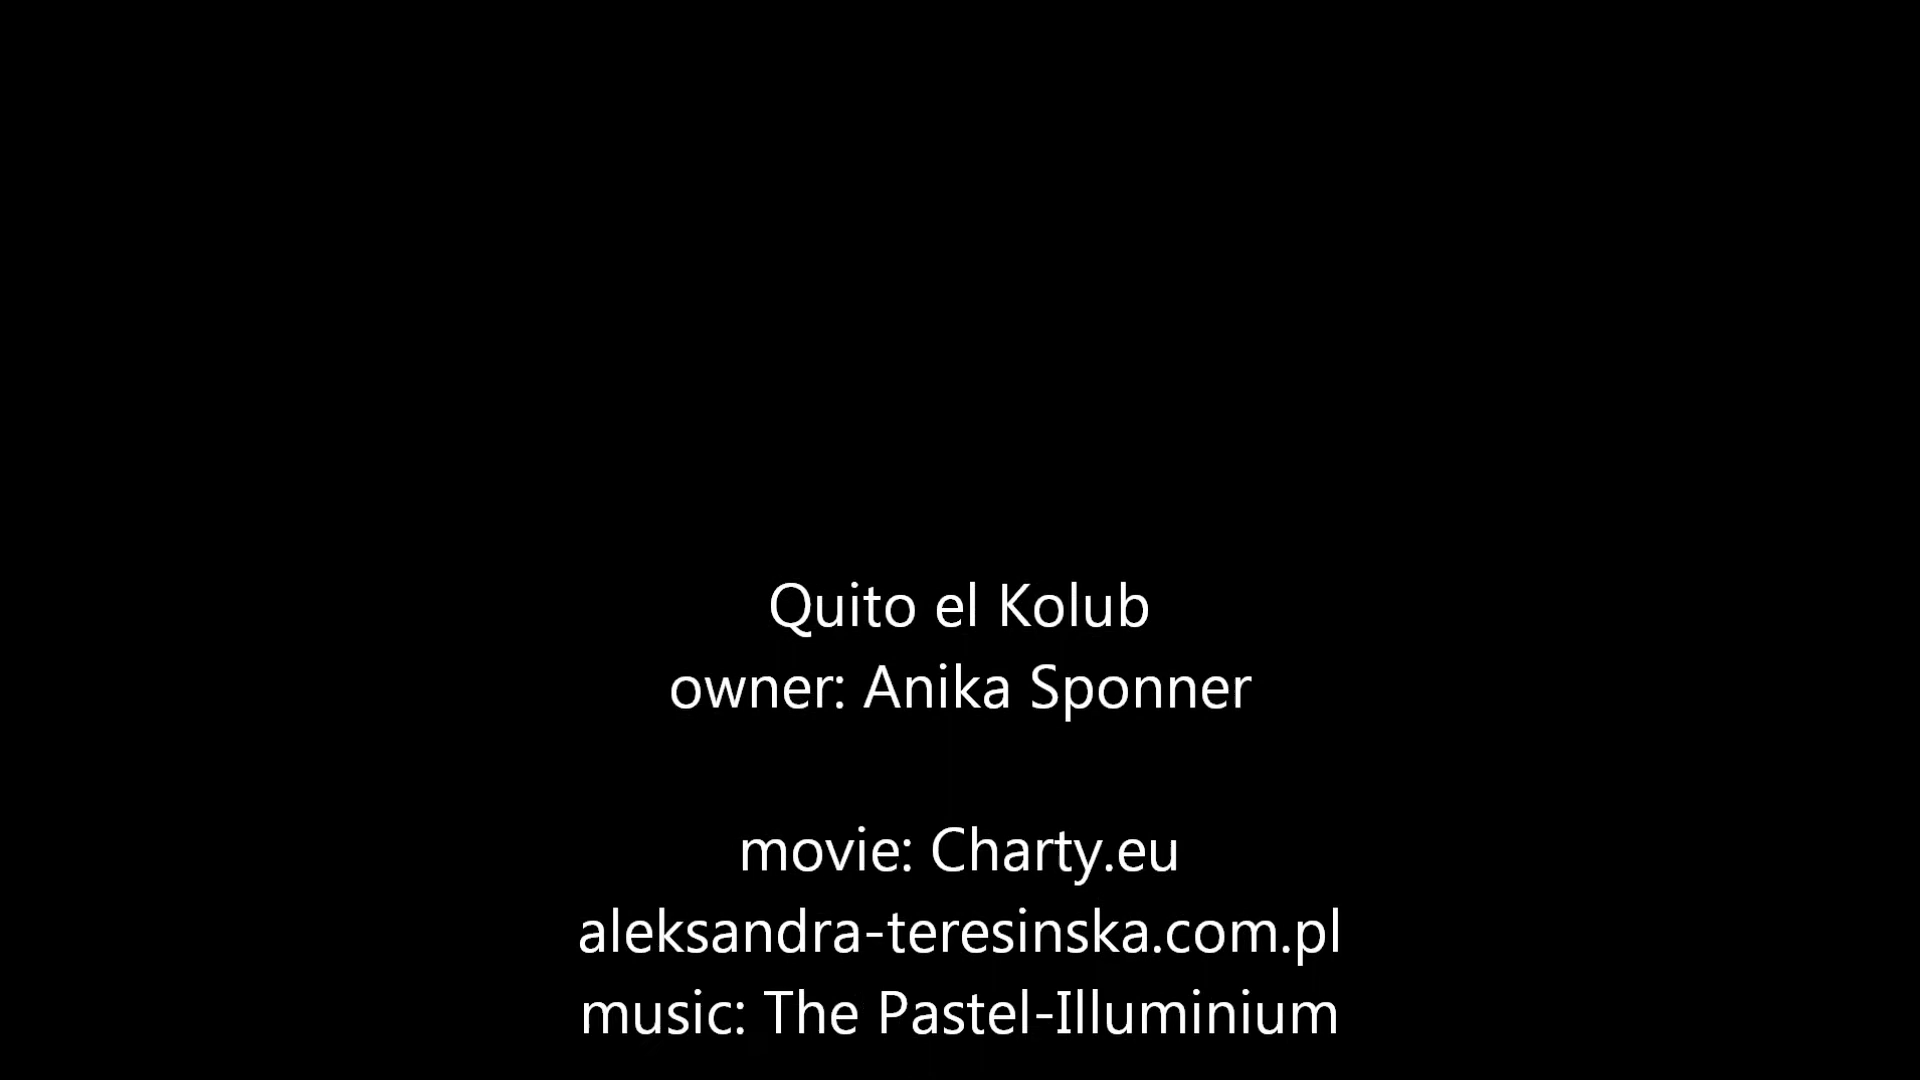 Quito el Kolub
owner: Anika Sponner
movie: Charty.eu
aleksandra-teresinska.com.pl
music: The Pastel-Illuminium